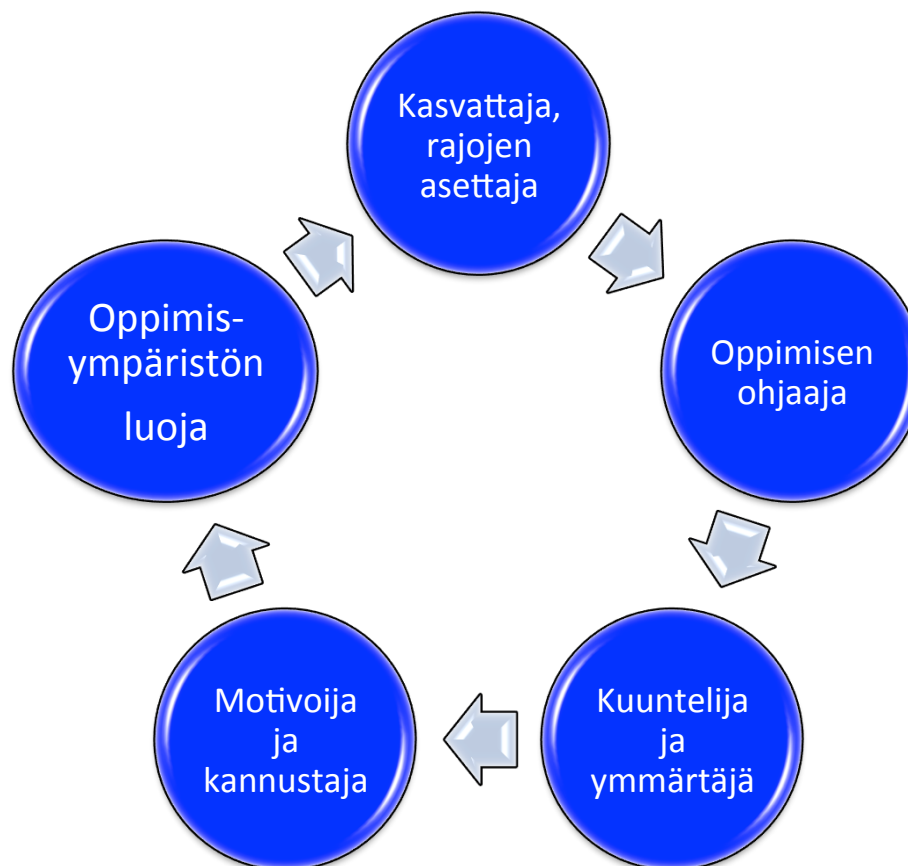 Kasvattaja,
rajojen
asettaja
Oppimisen
ohjaaja
Kuuntelija
ja
ymmärtäjä
Motivoija
ja
kannustaja
Oppimis-
ympäristön
luoja